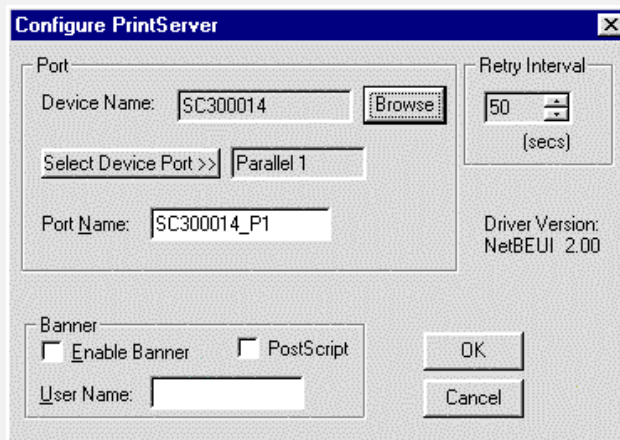 Configure PrintServer
Port
Device Name: SC300014 Browse
Select Device Port >> Parallel 1
Port Name: SC300014_P1
Retry Interval
50
(secs)
Driver Version:
NetBEUI 2.00
Banner
Enable Banner PostScript
User Name:
OK
Cancel